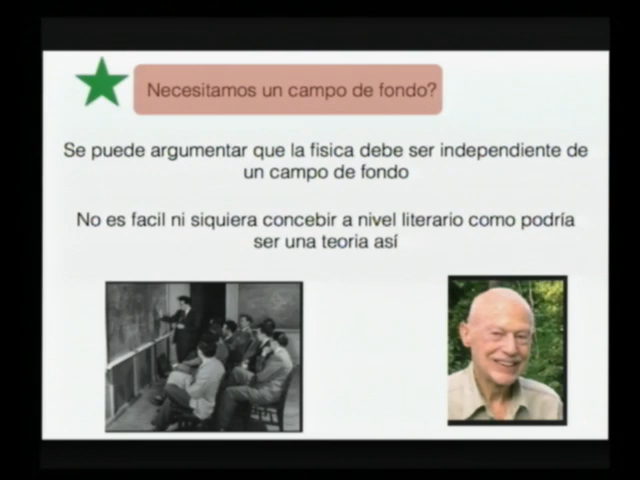 Necesitamos un campo de fondo?
Se puede argumentar que la fisica debe ser independiente de
un campo de fondo
No es facil ni siquiera concebir a nivel literario como podría
ser una teoria así